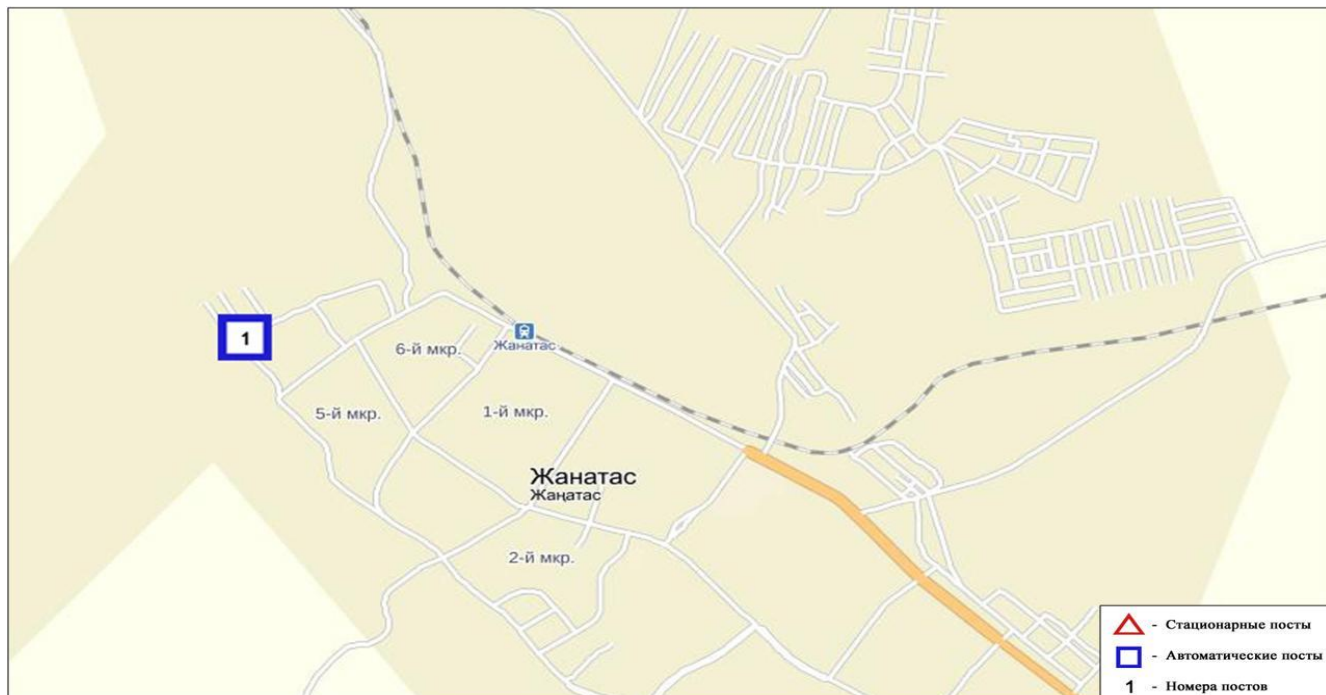 1
6-й мкр.
Жанатас
5-й мкр.
1-й мкр.
Жанатас
Жаңатас
2-й мкр.
- Стационарные посты
- Автоматические посты
1 - Номера постов